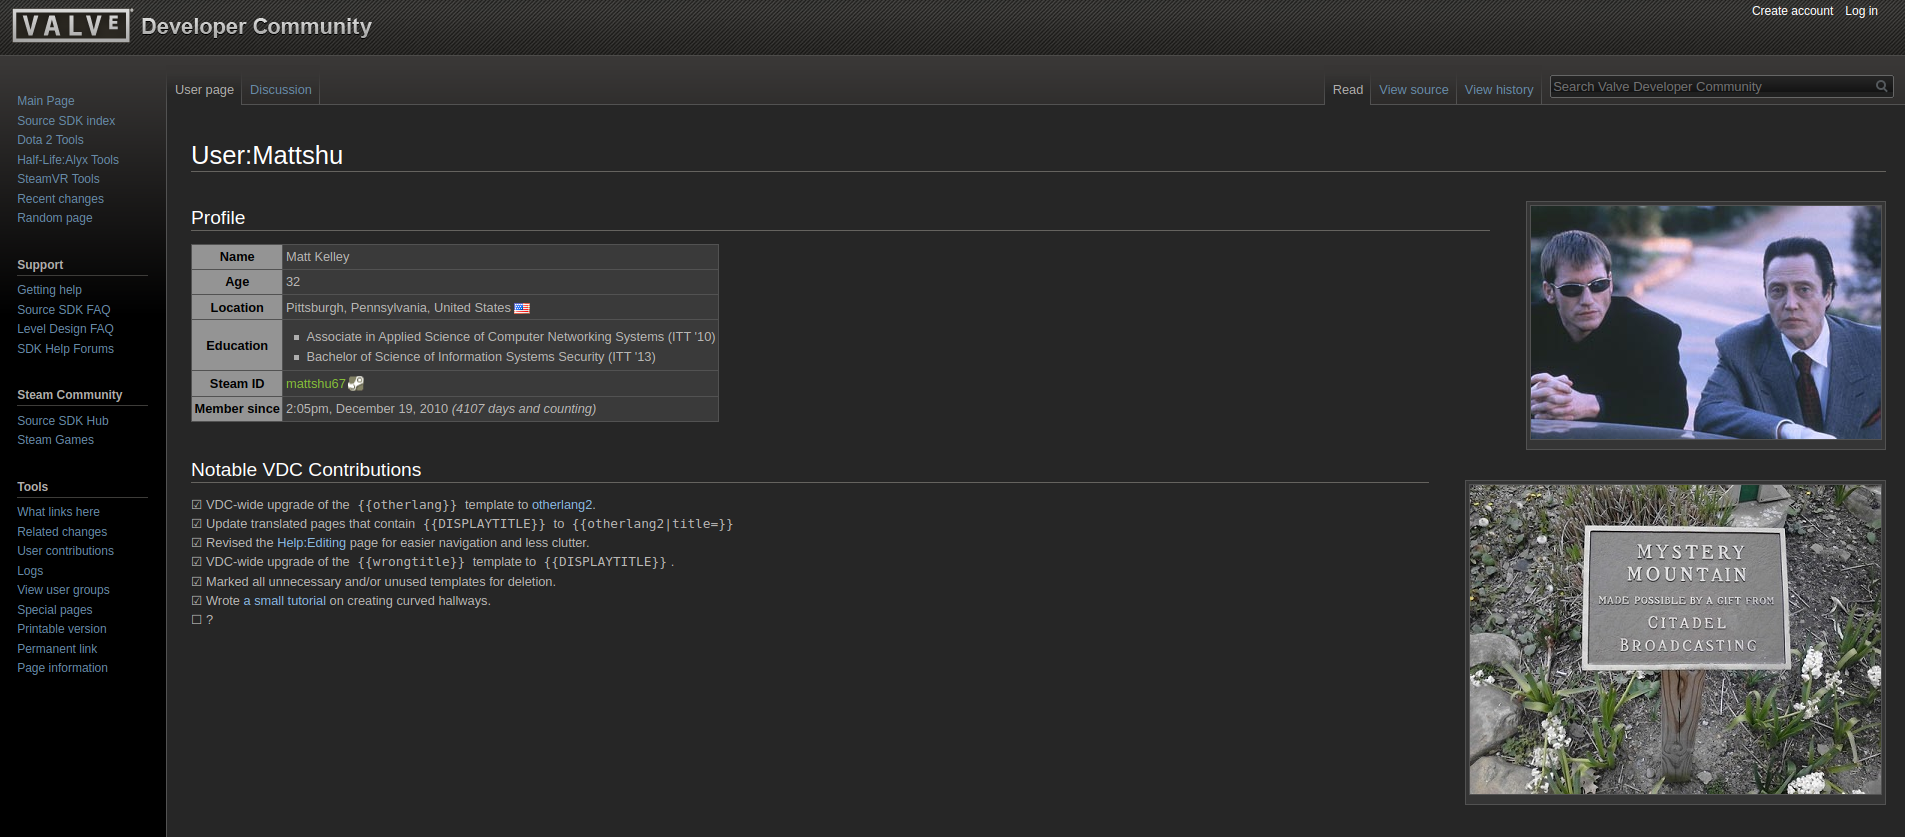 VALVE Developer Community
Create account Log in
User page Discussion
Read View source View history
Search Valve Developer Community
Main Page
Source SDK index
Dota 2 Tools
Half-Life:Alyx Tools
SteamVR Tools
Recent changes
Random page
Support
Getting help
Source SDK FAQ
Level Design FAQ
SDK Help Forums
Steam Community
Source SDK Hub
Steam Games
Tools
What links here
Related changes
User contributions
Logs
View user groups
Special pages
Printable version
Permanent link
Page information
User:Mattshu
Profile
Name Matt Kelley
Age 32
Location Pittsburgh, Pennsylvania, United States
Education
Associate in Applied Science of Computer Networking Systems (ITT '10)
Bachelor of Science of Information Systems Security (ITT '13)
Steam ID mattshu67
Member since 2:05pm, December 19, 2010 (4107 days and counting)
Notable VDC Contributions
☑ VDC-wide upgrade of the {{otherlang}} template to otherlang2.
☑ Update translated pages that contain {{DISPLAYTITLE}} to {{otherlang2|title=}}
☑ Revised the Help:Editing page for easier navigation and less clutter.
☑ VDC-wide upgrade of the {{wrongtitle}} template to {{DISPLAYTITLE}}.
☑ Marked all unnecessary and/or unused templates for deletion.
☑ Wrote a small tutorial on creating curved hallways.
☐ ?
MYSTERY
MOUNTAIN
MADE POSSIBLE BY A GIFT FROM
CITADEL
BROADCASTING